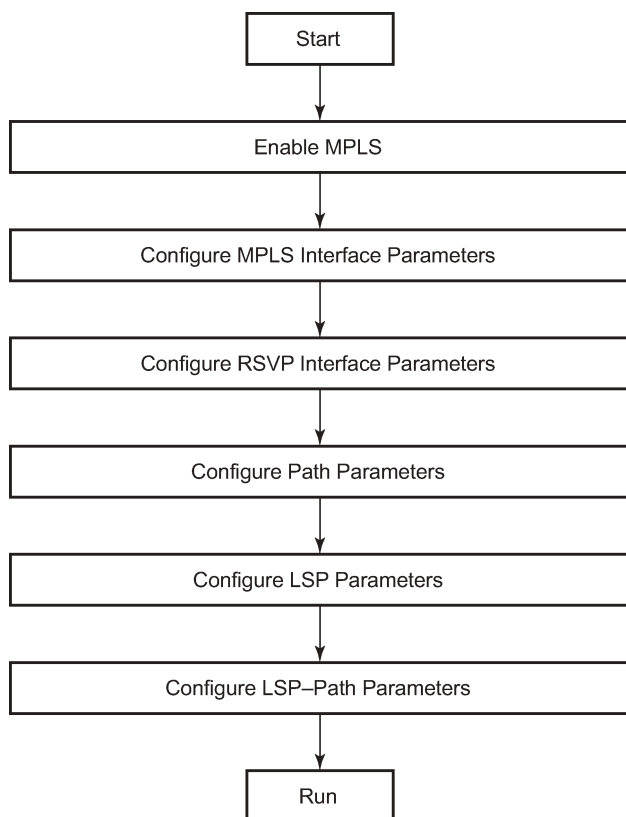 Start
Enable MPLS
Configure MPLS Interface Parameters
Configure RSVP Interface Parameters
Configure Path Parameters
Configure LSP Parameters
Configure LSP–Path Parameters
Run